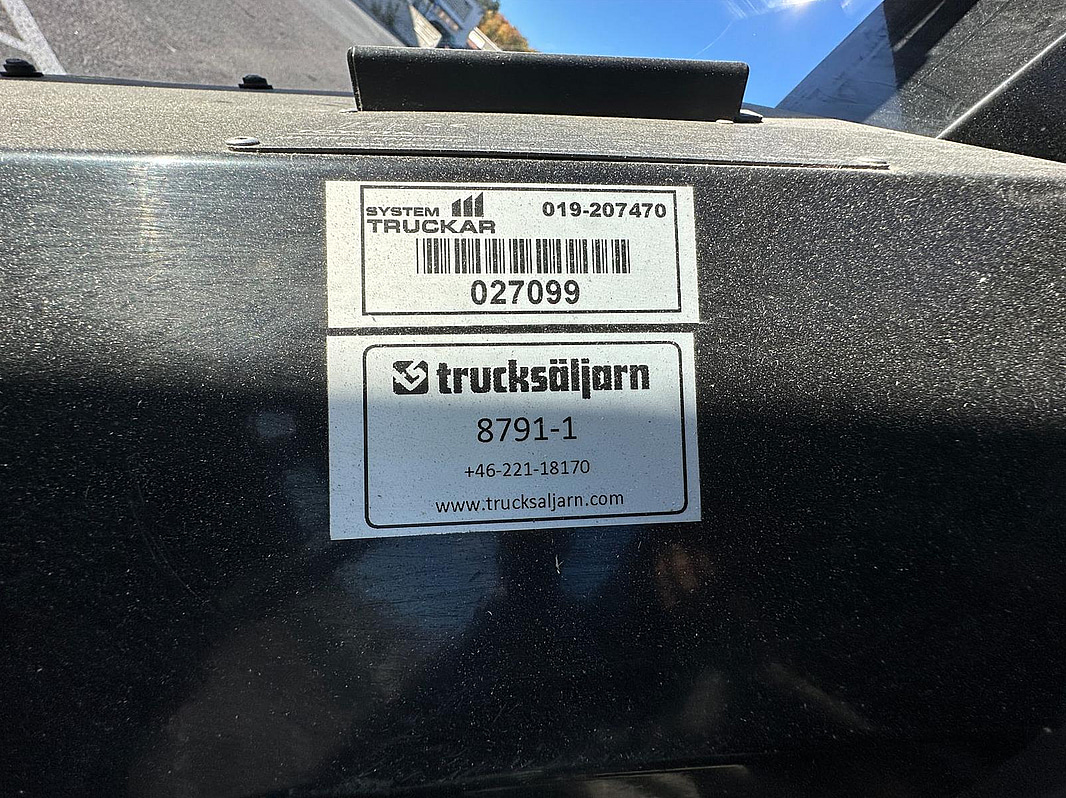 SYSTEM
TRUCKAR
019-207470
027099
trucksäljarn
8791-1
+46-221-18170
www.trucksaljarn.com